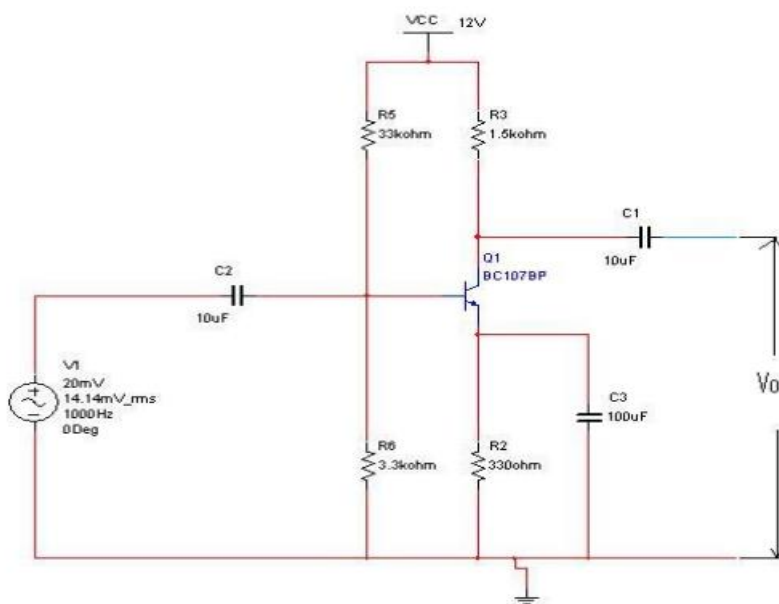 VCC 12V
R5
33kohm
R3
1.5kohm
C1
10uF
Q1
BC107BP
C2
10uF
V1
20mV
14.14mV_rms
1000Hz
0Deg
Vo
C3
100uF
R6
3.3kohm
R2
330ohm